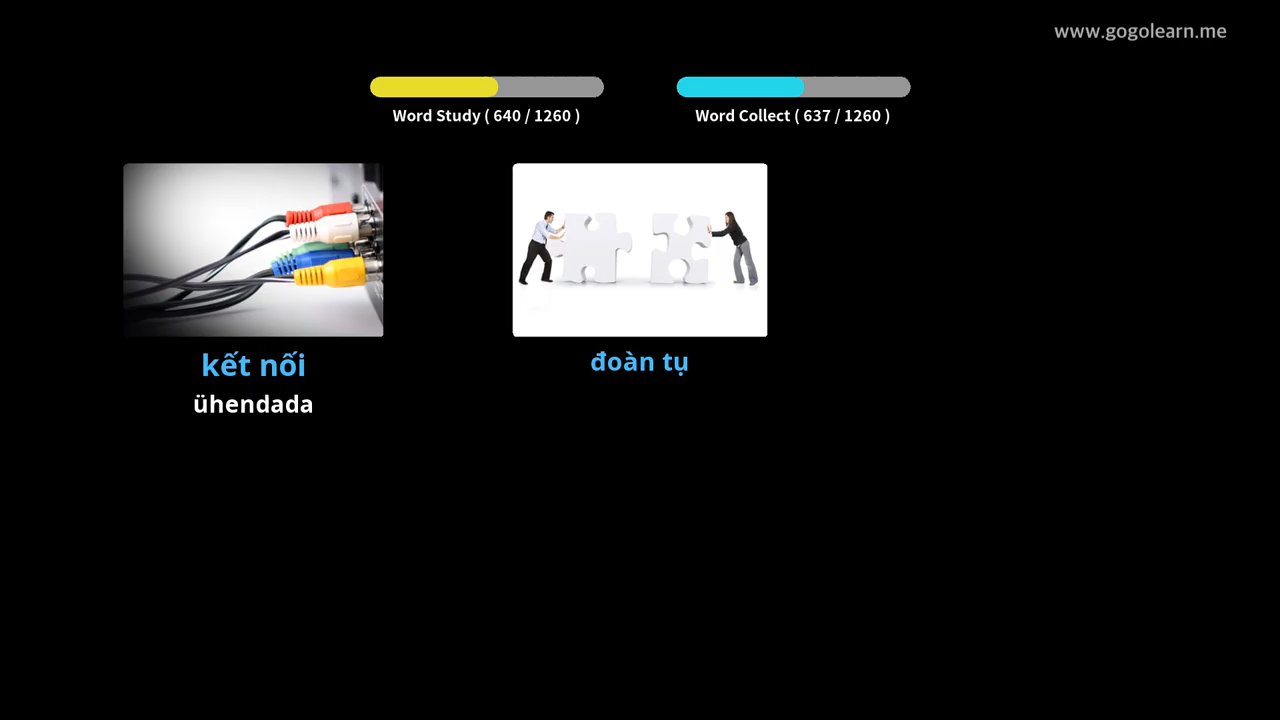 www.gogolearn.me
Word Study ( 640 / 1260 )
Word Collect ( 637 / 1260 )
kết nối
ühendada
đoàn tụ